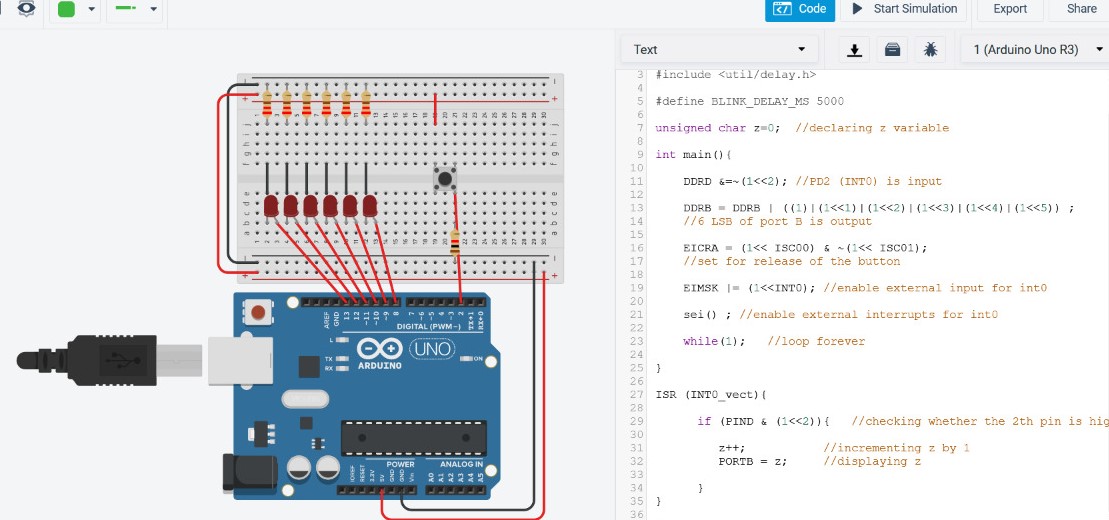 Code
Start Simulation
Export
Share
Text
1 (Arduino Uno R3)
3 #include <util/delay.h>
4
5 #define BLINK_DELAY_MS 5000
6
7 unsigned char z=0;  //declaring z variable
8
9 int main(){
10
11 DDRD &=~(1<<2); //PD2 (INT0) is input
12
13 DDRB = DDRB | ((1)|(1<<1)|(1<<2)|(1<<3)|(1<<4)|(1<<5)) ;
14 //6 LSB of port B is output
15
16 EICRA = (1<< ISC00) & ~(1<< ISC01);
17 //set for release of the button
18
19 EIMSK |= (1<<INT0); //enable external input for int0
20
21 sei() ; //enable external interrupts for int0
22
23 while(1);   //loop forever
24
25 }
26
27 ISR (INT0_vect){
28
29 if (PIND & (1<<2)){   //checking whether the 2th pin is hig
30
31 z++;   //incrementing z by 1
32 PORTB = z;   //displaying z
33
34 }
35 }
36
AREF
GND
13
12
~11
~10
~9
8
7
~6
~5
4
~3
2
TX→1
RX←0
DIGITAL (PWM~)
L
TX
RX
ARDUINO
UNO
ON
POWER
ANALOG IN
IOREF
RESET
3.3V
5V
GND
GND
Vin
A0
A1
A2
A3
A4
A5